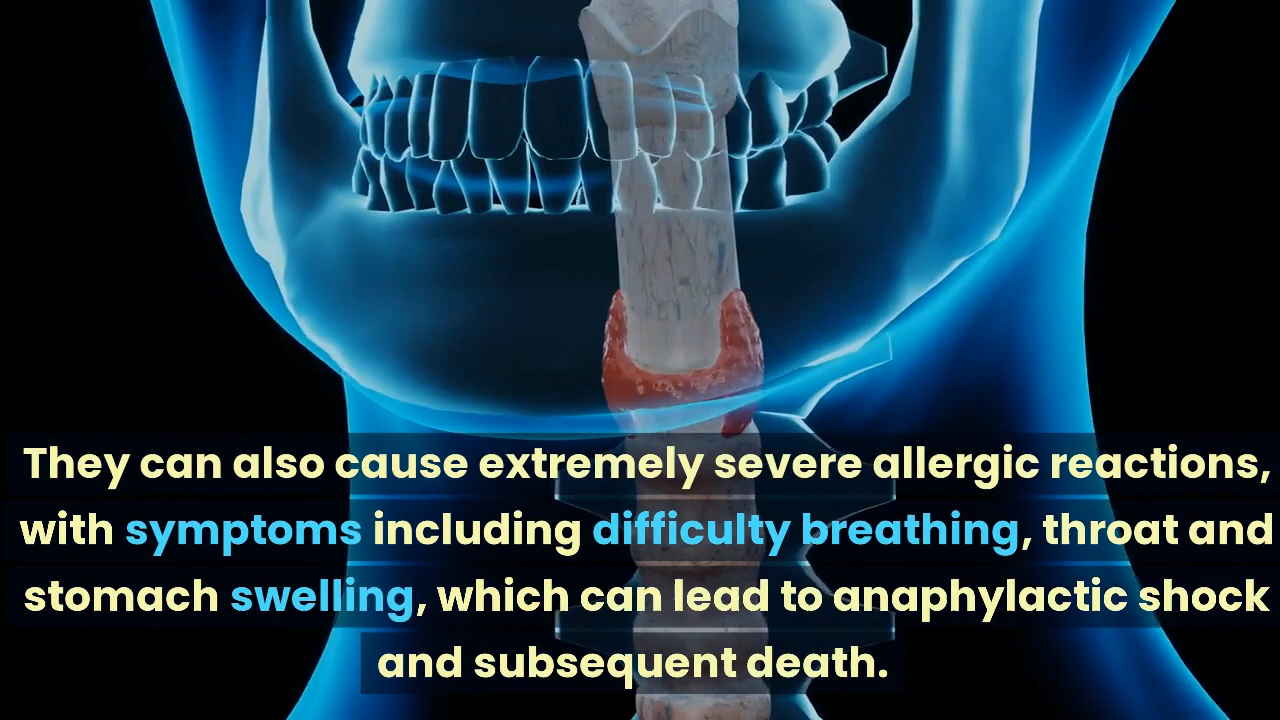 They can also cause extremely severe allergic reactions,
with symptoms including difficulty breathing, throat and
stomach swelling, which can lead to anaphylactic shock
and subsequent death.